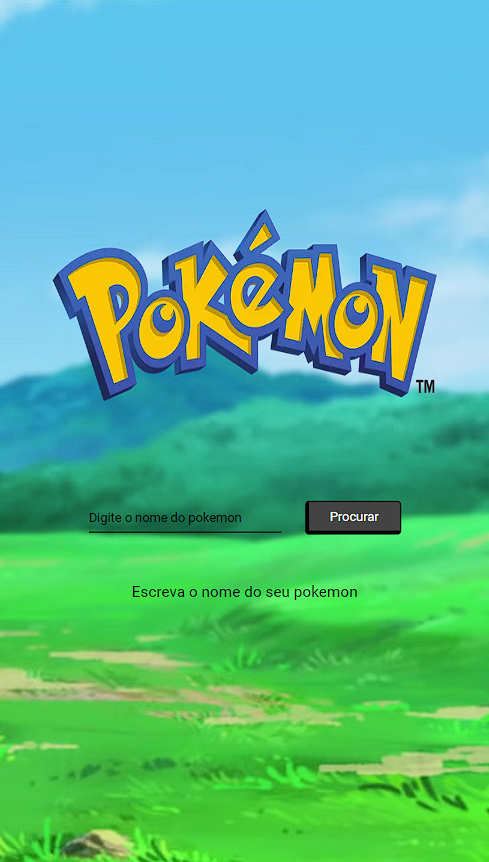 Pokémon
TM
Digite o nome do pokemon
Procurar
Escreva o nome do seu pokemon